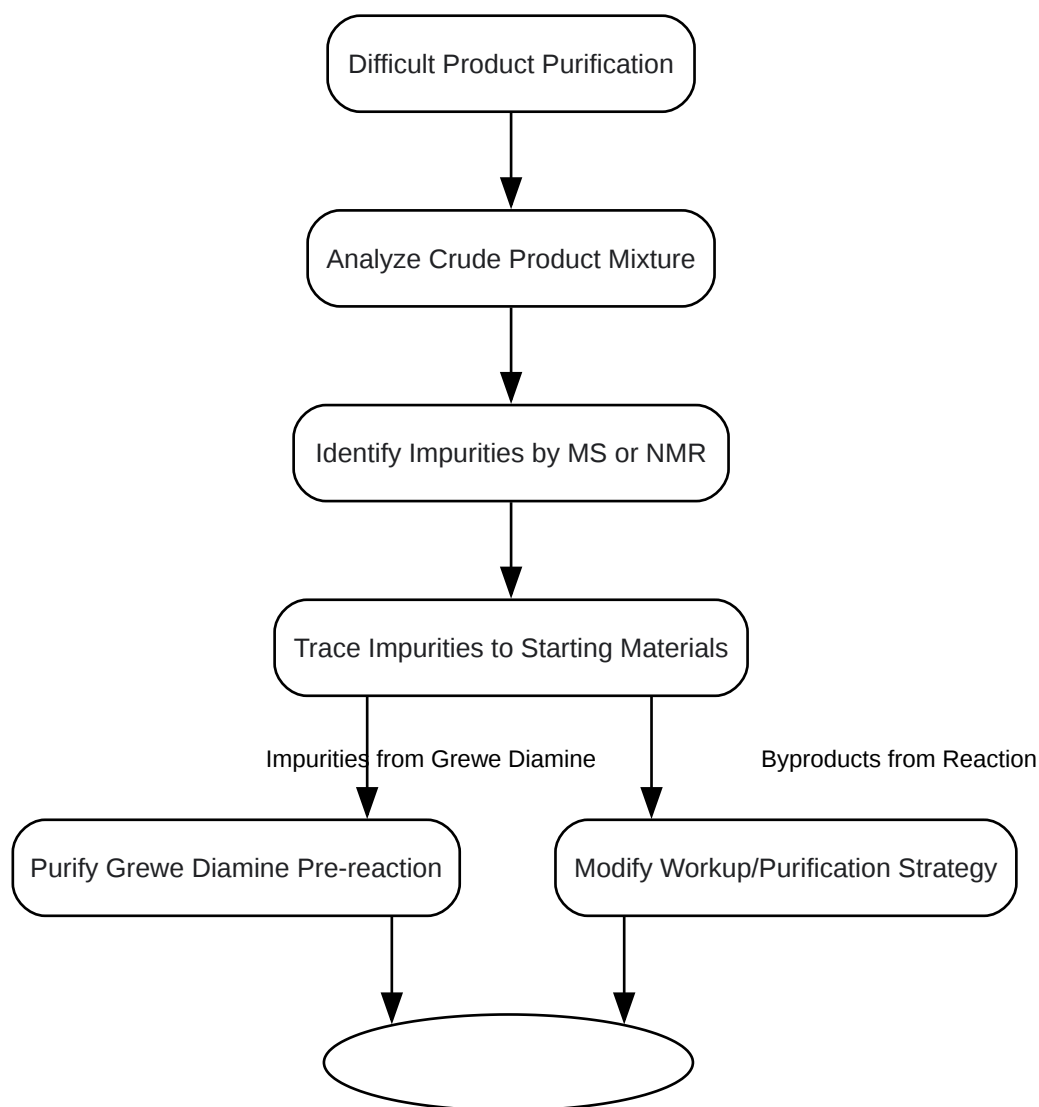 Difficult Product Purification
Analyze Crude Product Mixture
Identify Impurities by MS or NMR
Trace Impurities to Starting Materials
Impurities from Grewe Diamine
Byproducts from Reaction
Purify Grewe Diamine Pre-reaction
Modify Workup/Purification Strategy